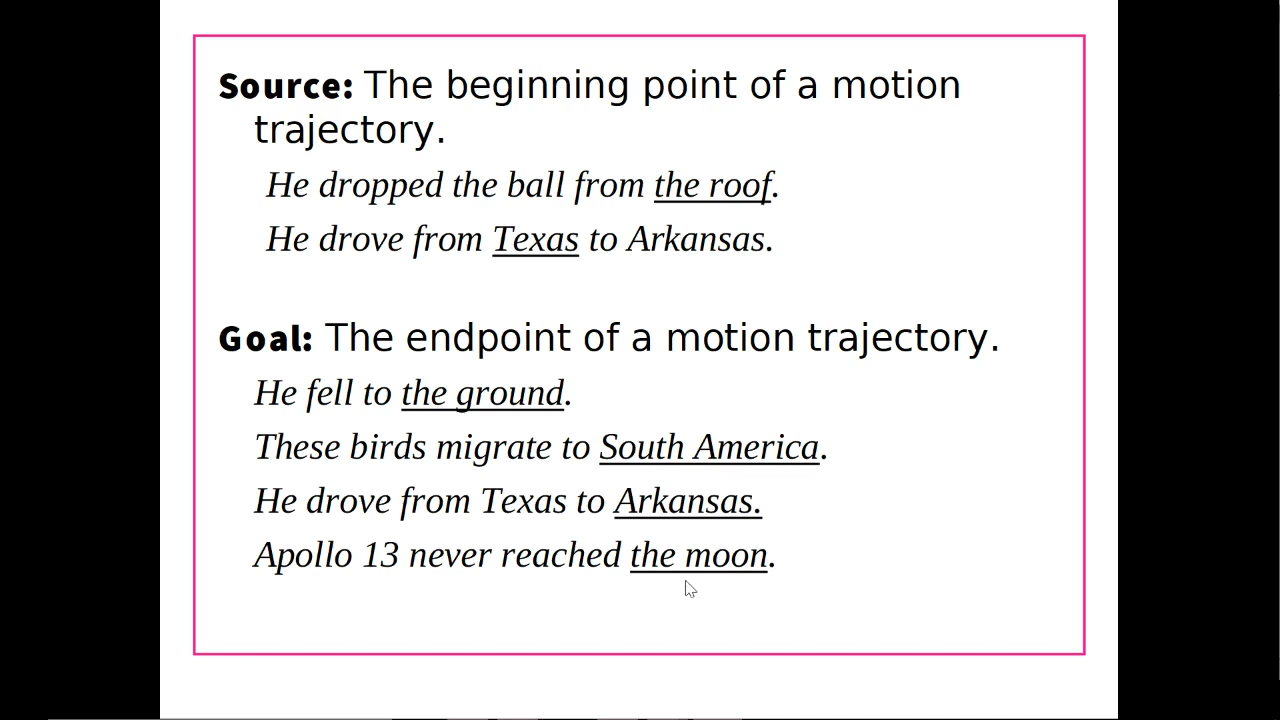 Source: The beginning point of a motion
trajectory.
He dropped the ball from the roof.
He drove from Texas to Arkansas.
Goal: The endpoint of a motion trajectory.
He fell to the ground.
These birds migrate to South America.
He drove from Texas to Arkansas.
Apollo 13 never reached the moon.